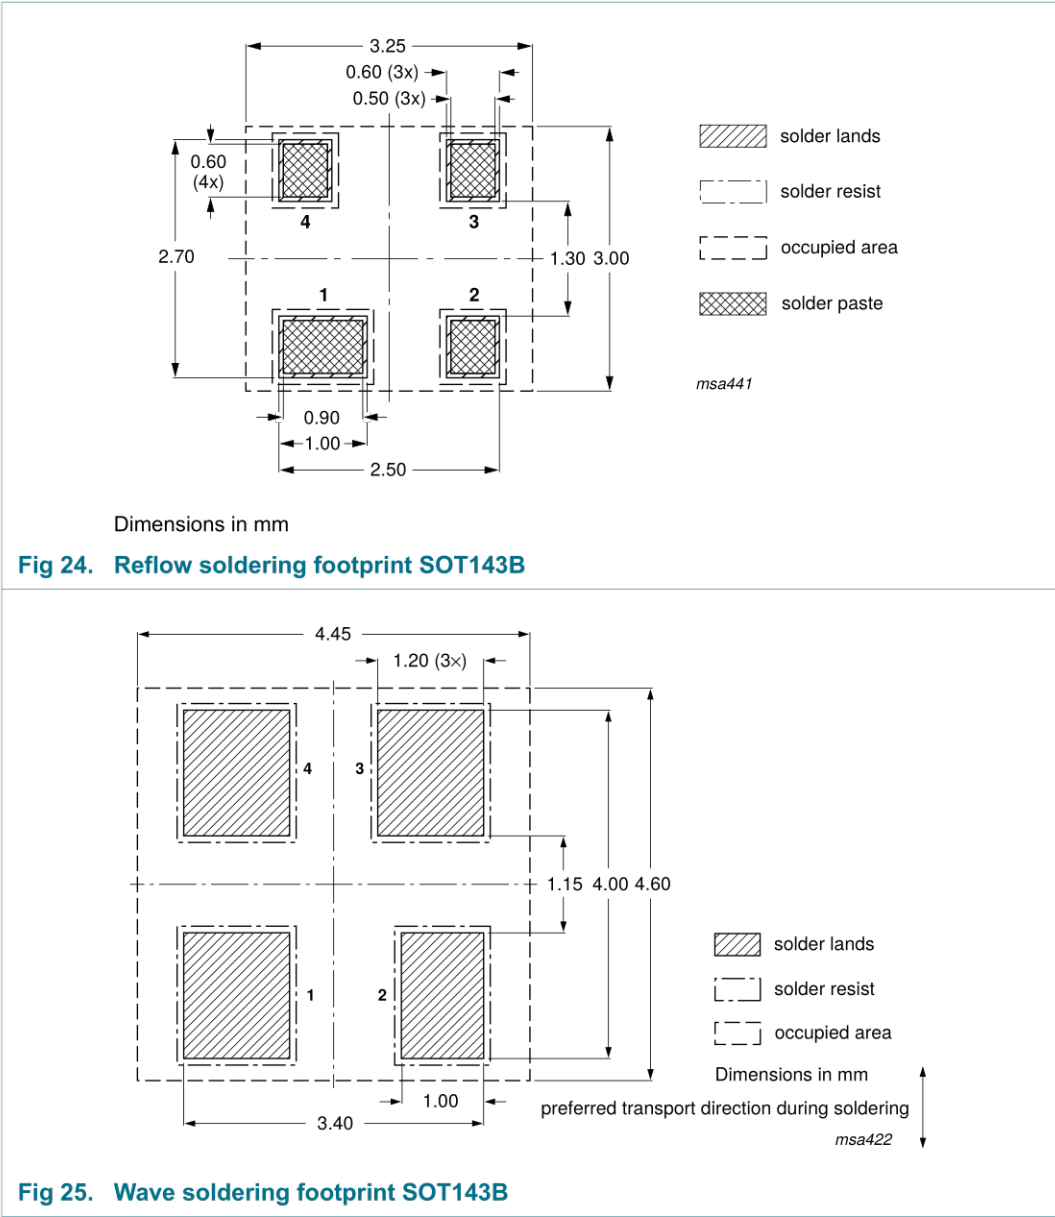 3.25
0.60 (3x)
0.50 (3x)
solder lands
0.60
(4x)
solder resist
4
3
2.70
1.30
3.00
occupied area
1
2
solder paste
msa441
0.90
1.00
2.50
Dimensions in mm
Fig 24. Reflow soldering footprint SOT143B
4.45
1.20 (3×)
4
3
1.15
4.00
4.60
solder lands
1
2
solder resist
occupied area
Dimensions in mm
1.00
preferred transport direction during soldering
3.40
msa422
Fig 25. Wave soldering footprint SOT143B